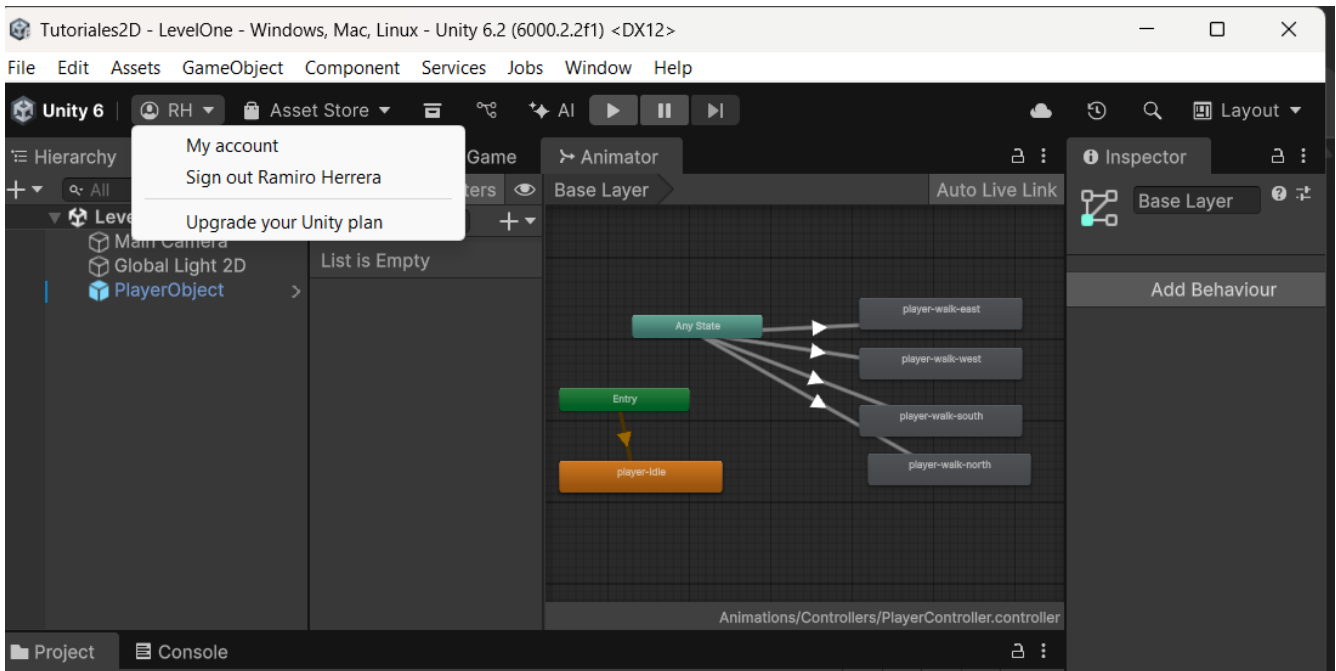 Tutoriales2D - LevelOne - Windows, Mac, Linux - Unity 6.2 (6000.2.2f1) <DX12>
File Edit Assets GameObject Component Services Jobs Window Help
Unity 6 RH Asset Store AI Layout
My account
Sign out Ramiro Herrera
Upgrade your Unity plan
Hierarchy Game Animator Inspector
All Base Layer Auto Live Link Base Layer
Main Camera
List is Empty
Global Light 2D
PlayerObject
Add Behaviour
player-walk-east
Any State
player-walk-west
Entry
player-walk-south
player-walk-north
player-idle
Animations/Controllers/PlayerController.controller
Project Console